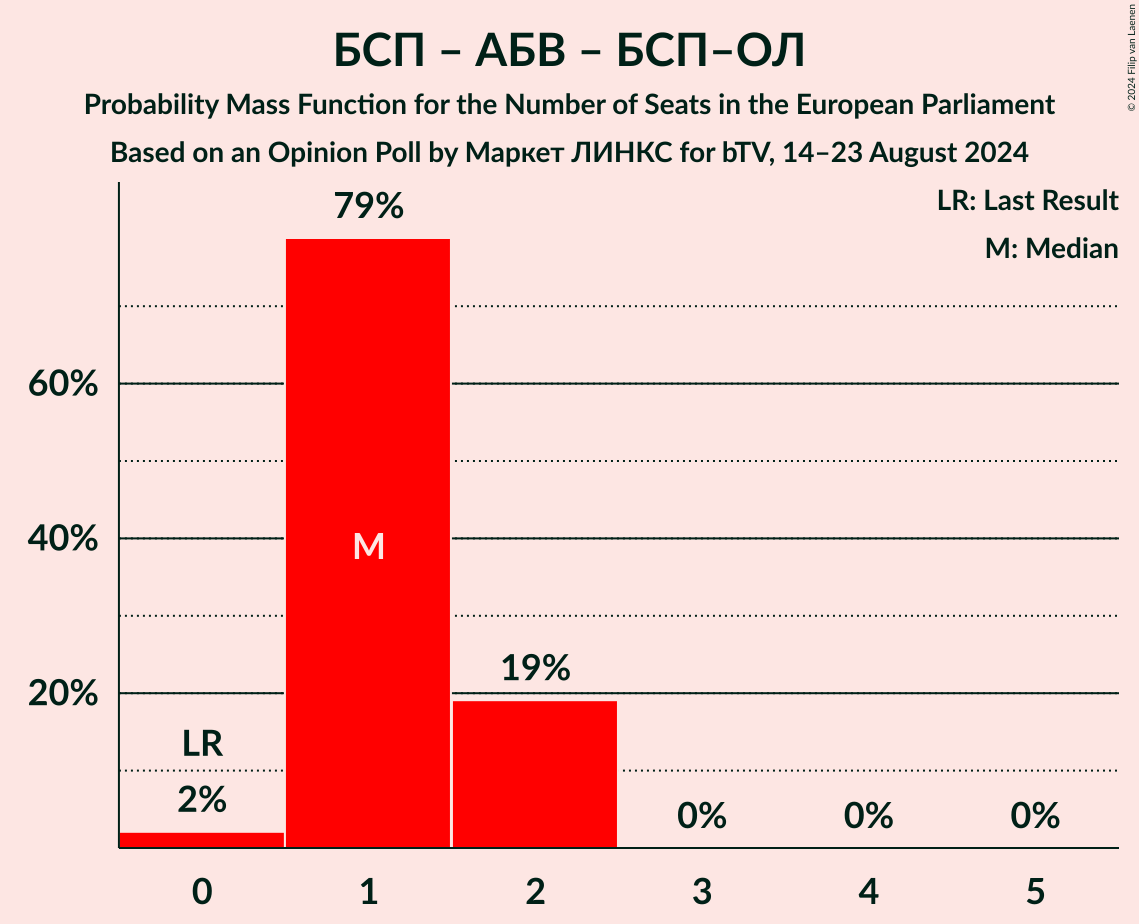 БСП – АБВ – БСП–ОЛ
Probability Mass Function for the Number of Seats in the European Parliament
Based on an Opinion Poll by Маркет ЛИНКС for bTV, 14–23 August 2024
© 2024 Filip van Laenen
LR: Last Result
M: Median
79%
60%
40%
M
19%
20%
LR
2%
0%
0%
0%
0
1
2
3
4
5